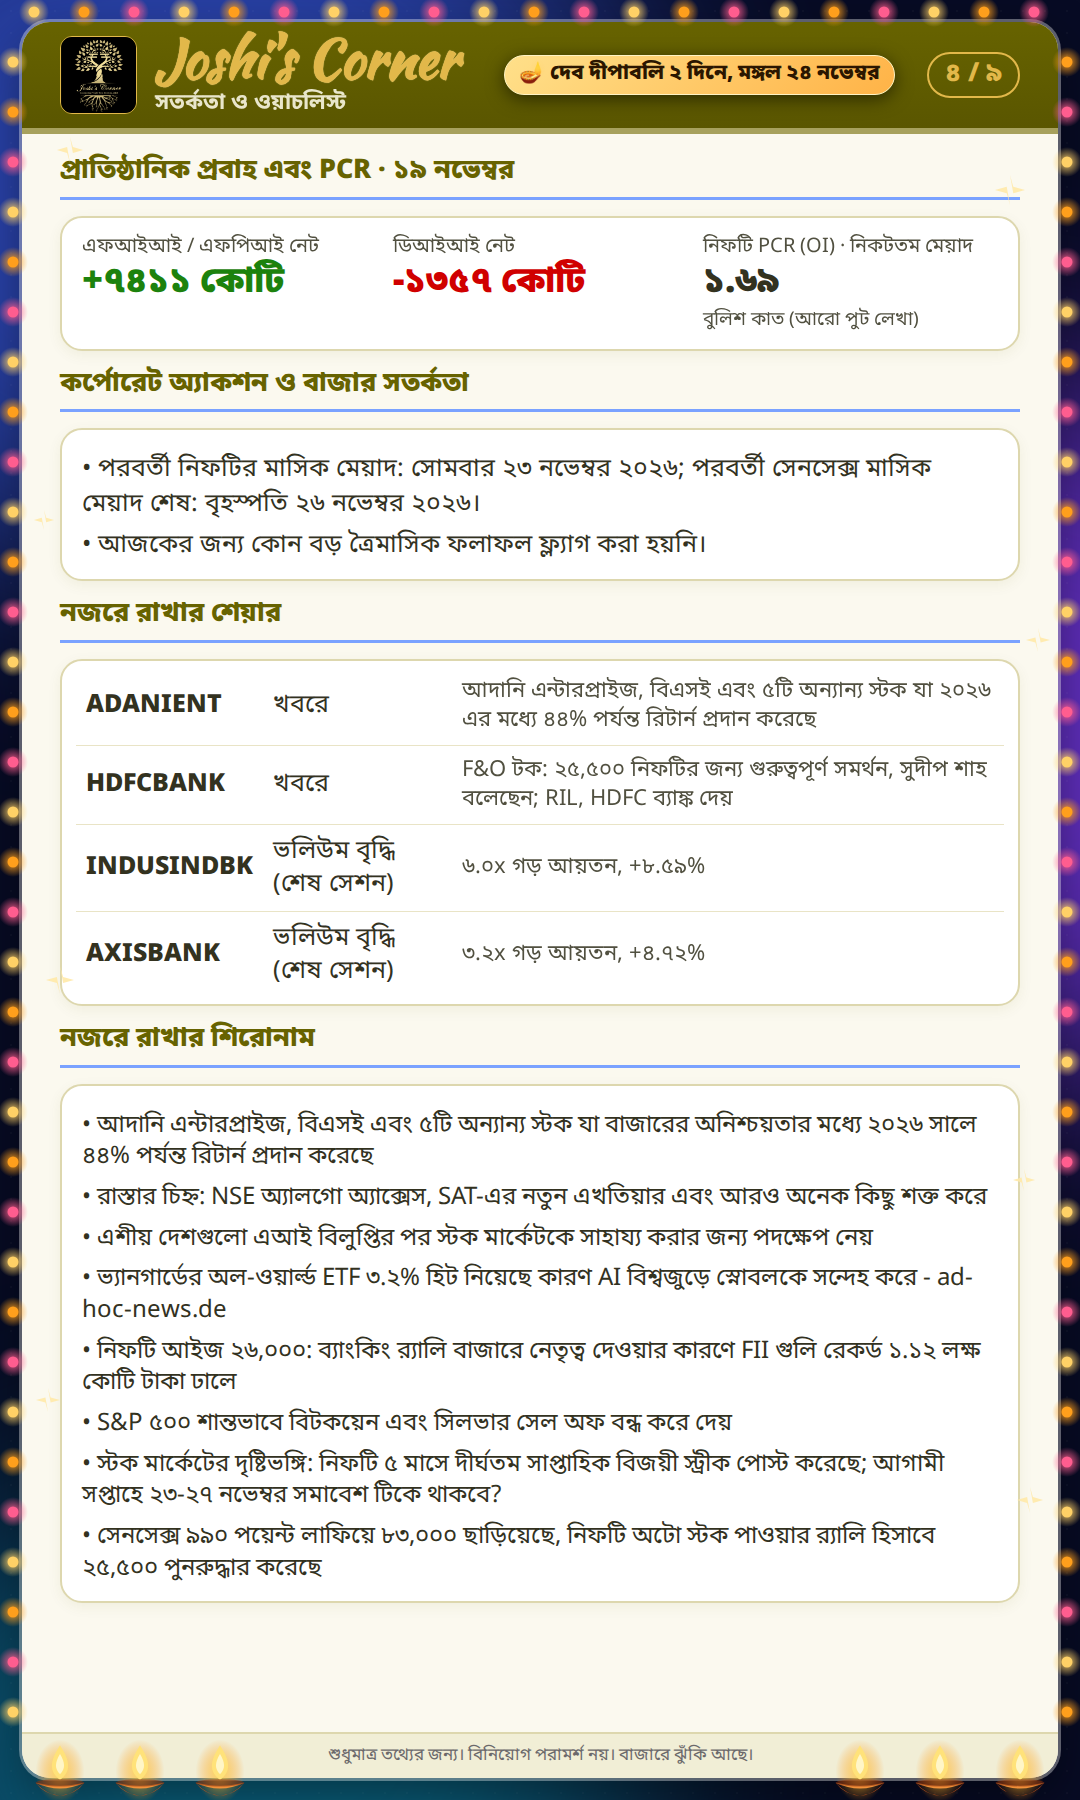 Joshi's Corner
সতর্কতা ও ওয়াচলিস্ট
দেব দীপাবলি ২ দিনে, মঙ্গল ২৪ নভেম্বর
৪ / ৯
Joshi's Corner
প্রাতিষ্ঠানিক প্রবাহ এবং PCR · ১৯ নভেম্বর
এফআইআই / এফপিআই নেট
+৭৪১১ কোটি
ডিআইআই নেট
-১৩৫৭ কোটি
নিফটি PCR (OI) · নিকটতম মেয়াদ
১.৬৯
বুলিশ কাত (আরো পুট লেখা)
কর্পোরেট অ্যাকশন ও বাজার সতর্কতা
• পরবর্তী নিফটির মাসিক মেয়াদ: সোমবার ২৩ নভেম্বর ২০২৬; পরবর্তী সেনসেক্স মাসিক
মেয়াদ শেষ: বৃহস্পতি ২৬ নভেম্বর ২০২৬।
• আজকের জন্য কোন বড় ত্রৈমাসিক ফলাফল ফ্ল্যাগ করা হয়নি।
নজরে রাখার শেয়ার
ADANIENT
খবরে
আদানি এন্টারপ্রাইজ, বিএসই এবং ৫টি অন্যান্য স্টক যা ২০২৬
এর মধ্যে ৪৪% পর্যন্ত রিটার্ন প্রদান করেছে
HDFCBANK
খবরে
F&O টক: ২৫,৫০০ নিফটির জন্য গুরুত্বপূর্ণ সমর্থন, সুদীপ শাহ
বলেছেন; RIL, HDFC ব্যাঙ্ক দেয়
INDUSINDBK
ভলিউম বৃদ্ধি
(শেষ সেশন)
৬.০x গড় আয়তন, +৮.৫৯%
AXISBANK
ভলিউম বৃদ্ধি
(শেষ সেশন)
৩.২x গড় আয়তন, +৪.৭২%
নজরে রাখার শিরোনাম
• আদানি এন্টারপ্রাইজ, বিএসই এবং ৫টি অন্যান্য স্টক যা বাজারের অনিশ্চয়তার মধ্যে ২০২৬ সালে
৪৪% পর্যন্ত রিটার্ন প্রদান করেছে
• রাস্তার চিহ্ন: NSE অ্যালগো অ্যাক্সেস, SAT-এর নতুন এখতিয়ার এবং আরও অনেক কিছু শক্ত করে
• এশীয় দেশগুলো এআই বিলুপ্তির পর স্টক মার্কেটকে সাহায্য করার জন্য পদক্ষেপ নেয়
• ভ্যানগার্ডের অল-ওয়ার্ল্ড ETF ৩.২% হিট নিয়েছে কারণ AI বিশ্বজুড়ে স্নোবলকে সন্দেহ করে - ad-
hoc-news.de
• নিফটি আইজ ২৬,০০০: ব্যাংকিং র‍্যালি বাজারে নেতৃত্ব দেওয়ার কারণে FII গুলি রেকর্ড ১.১২ লক্ষ
কোটি টাকা ঢালে
• S&P ৫০০ শান্তভাবে বিটকয়েন এবং সিলভার সেল অফ বন্ধ করে দেয়
• স্টক মার্কেটের দৃষ্টিভঙ্গি: নিফটি ৫ মাসে দীর্ঘতম সাপ্তাহিক বিজয়ী স্ট্রীক পোস্ট করেছে; আগামী
সপ্তাহে ২৩-২৭ নভেম্বর সমাবেশ টিকে থাকবে?
• সেনসেক্স ৯৯০ পয়েন্ট লাফিয়ে ৮৩,০০০ ছাড়িয়েছে, নিফটি অটো স্টক পাওয়ার র‍্যালি হিসাবে
২৫,৫০০ পুনরুদ্ধার করেছে
শুধুমাত্র তথ্যের জন্য। বিনিয়োগ পরামর্শ নয়। বাজারে ঝুঁকি আছে।